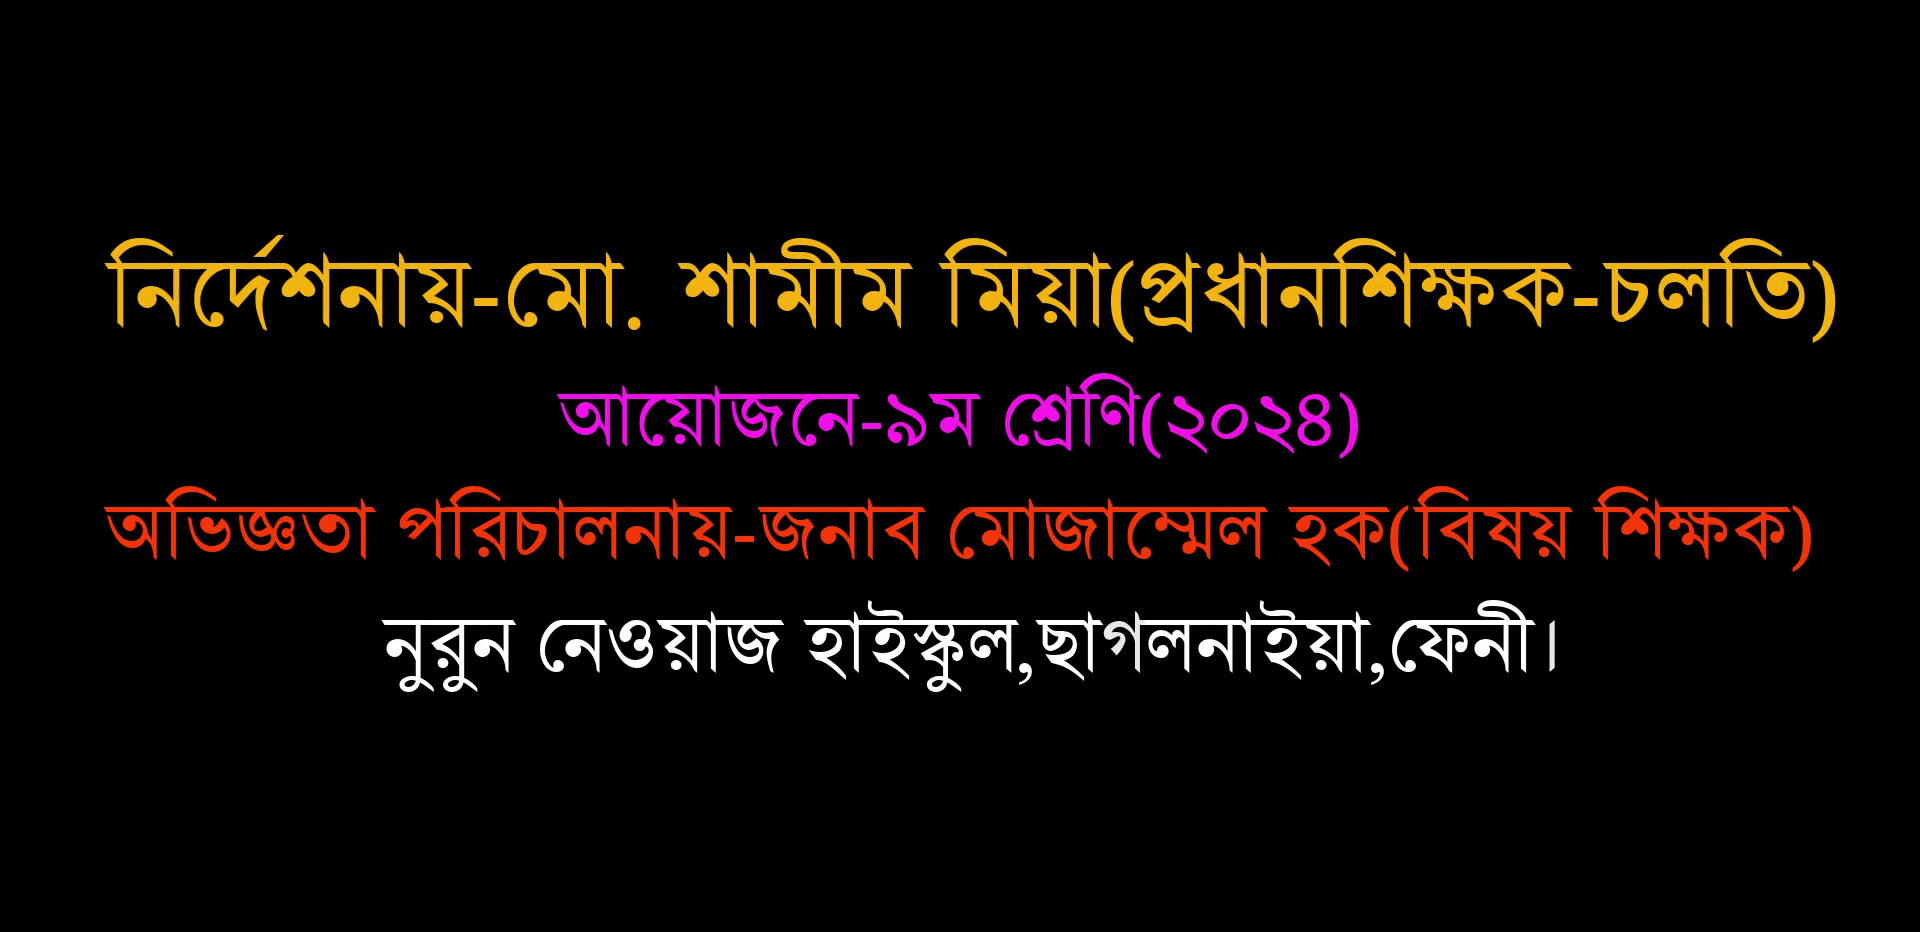 নির্দেশনায়-মো. শামীম মিয়া(প্রধানশিক্ষক-চলতি)
আয়োজনে-৯ম শ্রেণি(২০২৪)
অভিজ্ঞতা পরিচালনায়-জনাব মোজাম্মেল হক(বিষয় শিক্ষক)
নুরুন নেওয়াজ হাইস্কুল,ছাগলনাইয়া,ফেনী।